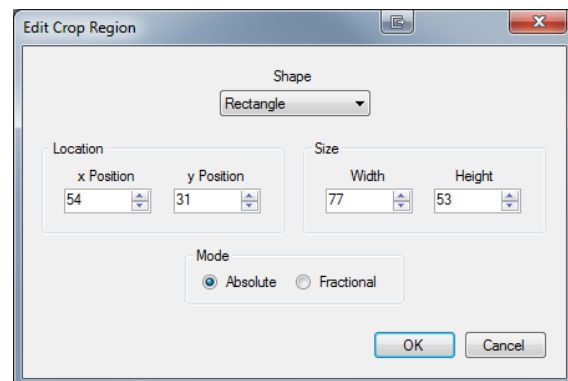 Edit Crop Region
Shape
Rectangle
Location
Size
x Position
y Position
Width
Height
54
31
77
53
Mode
Absolute
Fractional
OK
Cancel